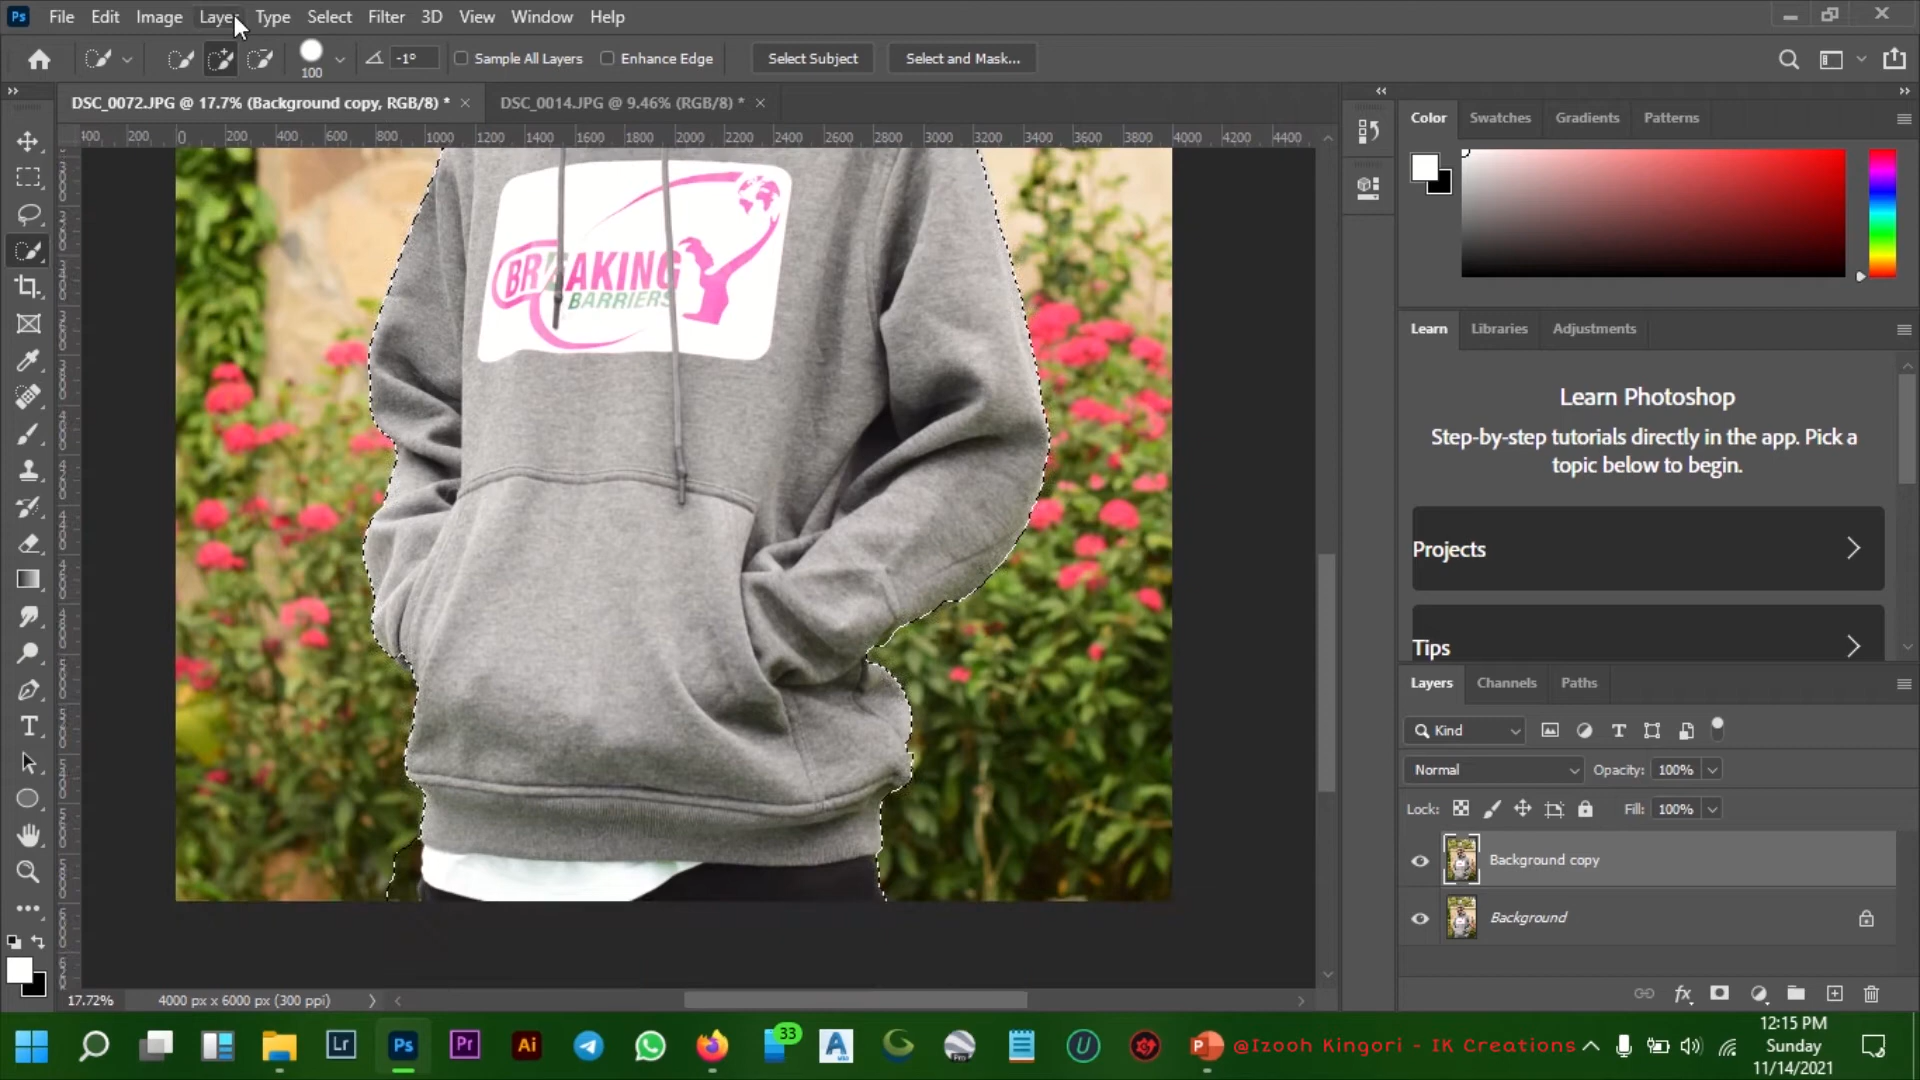 Ps File Edit Image Layer Type Select Filter 3D View Window Help
100 -1° Sample All Layers Enhance Edge Select Subject Select and Mask...
DSC_0072.JPG @ 17.7% (Background copy, RGB/8) * × DSC_0014.JPG @ 9.46% (RGB/8) * ×
400 200 0 200 400 600 800 1000 1200 1400 1600 1800 2000 2200 2400 2600 2800 3000 3200 3400 3600 3800 4000 4200 4400
Color Swatches Gradients Patterns
BREAKING
BARRIERS
Learn Libraries Adjustments
Learn Photoshop
Step-by-step tutorials directly in the app. Pick a
topic below to begin.
Projects
Tips
Layers Channels Paths
Kind
Normal Opacity: 100%
Lock: Fill: 100%
Background copy
Background
17.72% 4000 px x 6000 px (300 ppi)
Lr Ps Pr Ai 33 @Izooh Kingori - IK Creations
12:15 PM
Sunday
11/14/2021